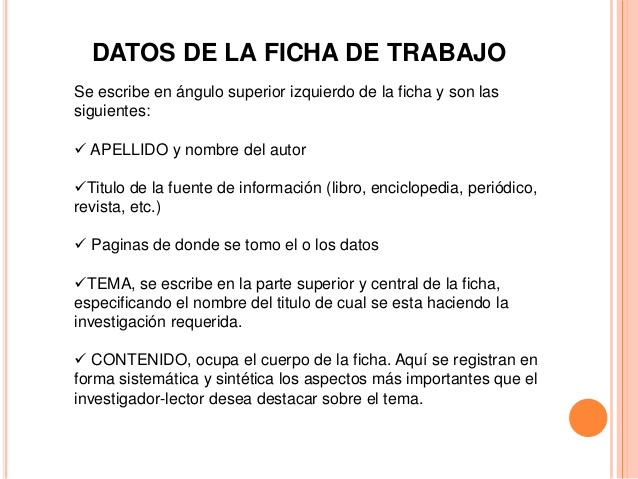 DATOS DE LA FICHA DE TRABAJO
Se escribe en ángulo superior izquierdo de la ficha y son las
siguientes:
✓ APELLIDO y nombre del autor
✓Titulo de la fuente de información (libro, enciclopedia, periódico,
revista, etc.)
✓ Paginas de donde se tomo el o los datos
✓TEMA, se escribe en la parte superior y central de la ficha,
especificando el nombre del titulo de cual se esta haciendo la
investigación requerida.
✓ CONTENIDO, ocupa el cuerpo de la ficha. Aquí se registran en
forma sistemática y sintética los aspectos más importantes que el
investigador-lector desea destacar sobre el tema.